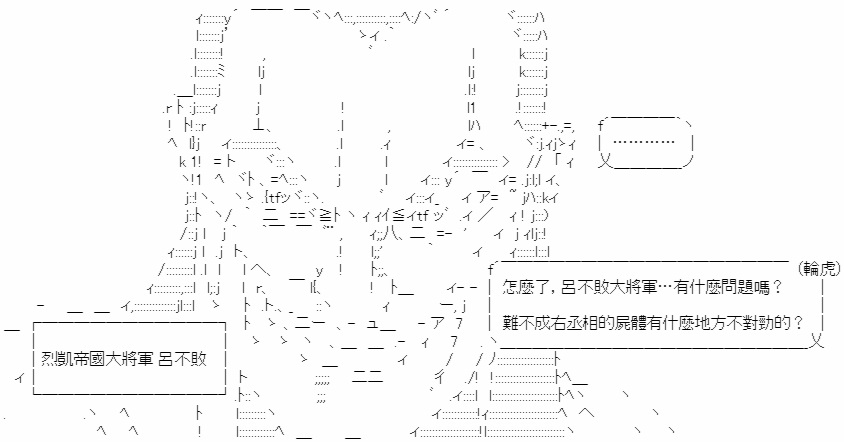 …………
(輪虎)
怎麼了，呂不敗大將軍…有什麼問題嗎？
難不成右丞相的屍體有什麼地方不對勁的？
烈凱帝國大將軍 呂不敗